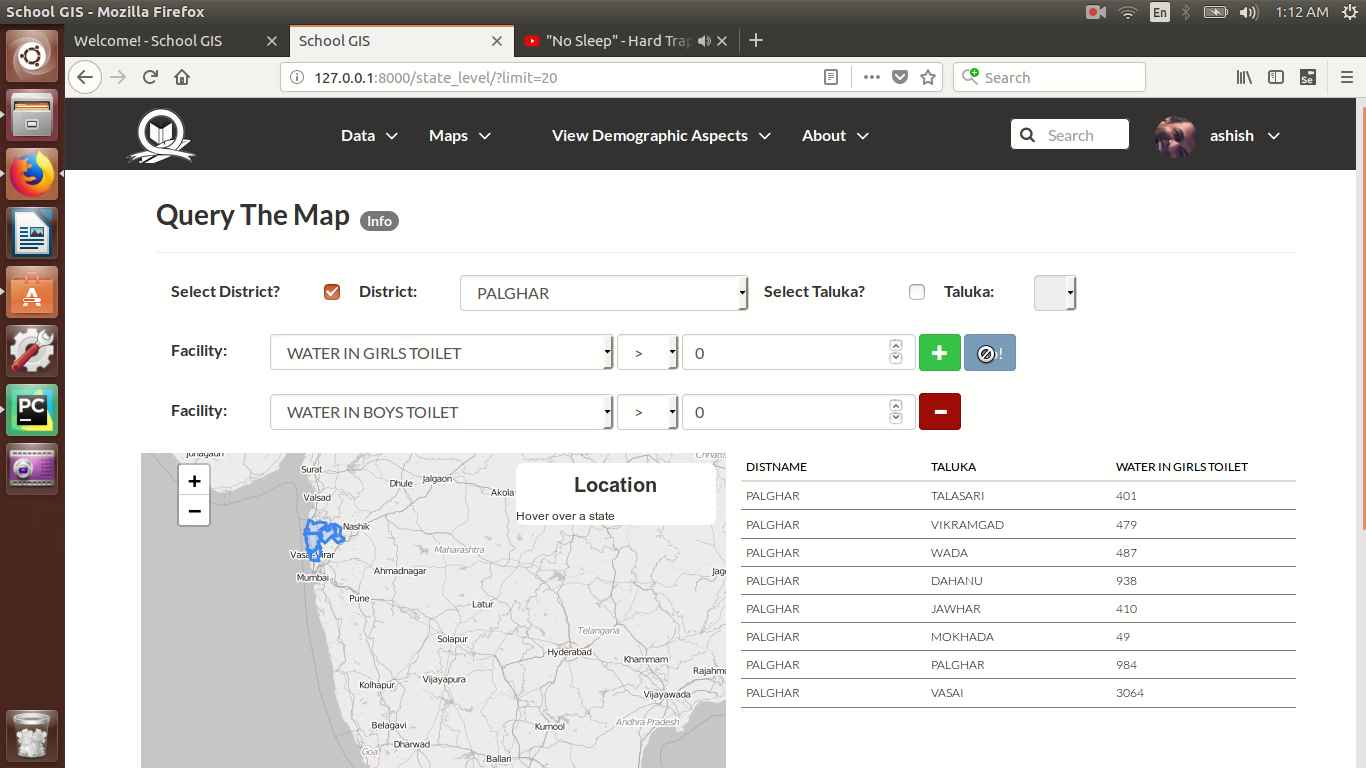 School GIS - Mozilla Firefox
En
1:12 AM
Welcome! - School GIS
School GIS
"No Sleep" - Hard Trap
127.0.0.1:8000/state_level/?limit=20
Search
Se
Data
Maps
View Demographic Aspects
About
Search
ashish
Query The Map Info
Select District? District: PALGHAR Select Taluka? Taluka:
Facility: WATER IN GIRLS TOILET > 0 + !
Facility: WATER IN BOYS TOILET > 0 -
PC
+
−
Location
Hover over a state
Junagadh
Surat
Chhatti
Dhule
Jalgaon
Akola
Valsad
Nashik
Maharashtra
Mumbai
Ahmadnagar
Jag
Pune
Latur
Telangana
Solapur
Hyderabad
Khammam
Rajahmu
Kolhapur
Vijayapura
Vijayawada
Belagavi
Kurnool
Andhra Pradesh
Goa
Dharwad
Ballari
DISTNAME TALUKA WATER IN GIRLS TOILET
PALGHAR TALASARI 401
PALGHAR VIKRAMGAD 479
PALGHAR WADA 487
PALGHAR DAHANU 938
PALGHAR JAWHAR 410
PALGHAR MOKHADA 49
PALGHAR PALGHAR 984
PALGHAR VASAI 3064